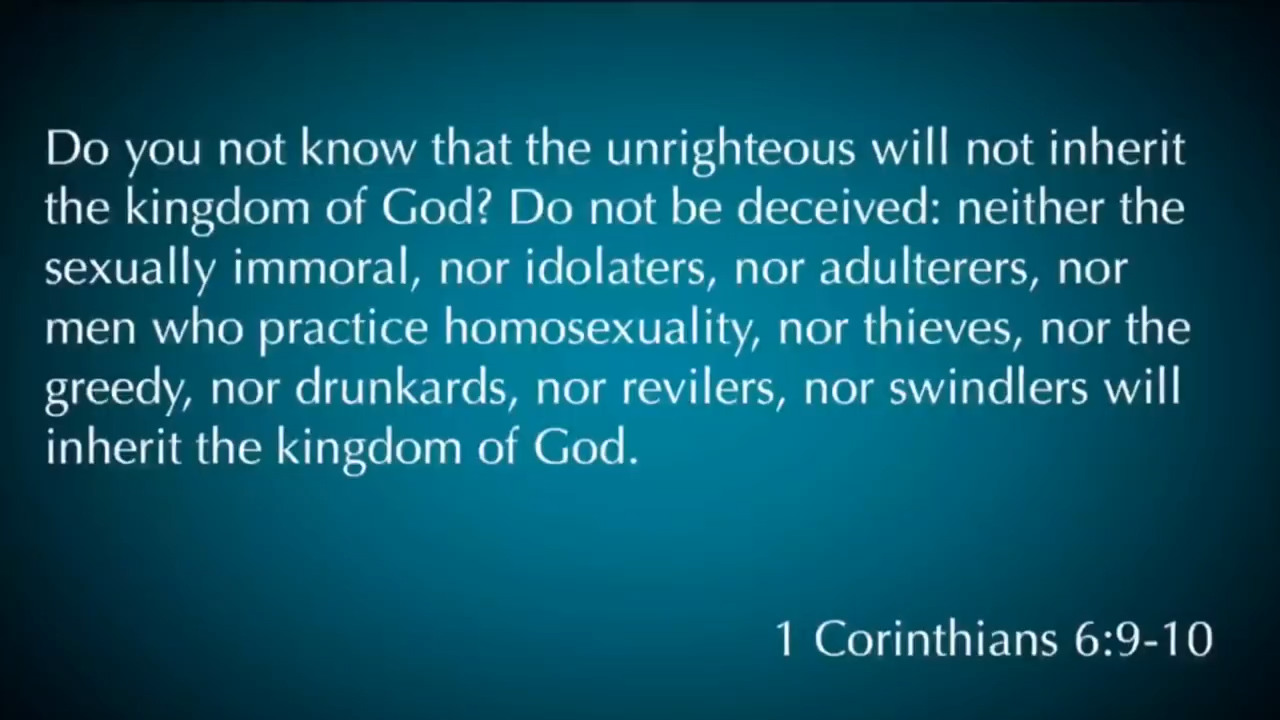 Do you not know that the unrighteous will not inherit
the kingdom of God? Do not be deceived: neither the
sexually immoral, nor idolaters, nor adulterers, nor
men who practice homosexuality, nor thieves, nor the
greedy, nor drunkards, nor revilers, nor swindlers will
inherit the kingdom of God.
1 Corinthians 6:9-10